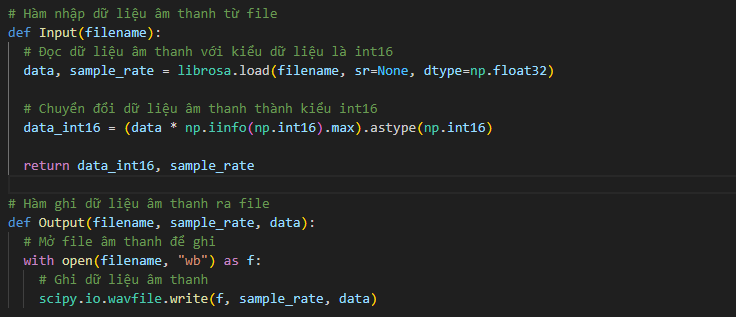 # Hàm nhập dữ liệu âm thanh từ file
def Input(filename):
# Đọc dữ liệu âm thanh với kiểu dữ liệu là int16
data, sample_rate = librosa.load(filename, sr=None, dtype=np.float32)
# Chuyển đổi dữ liệu âm thanh thành kiểu int16
data_int16 = (data * np.iinfo(np.int16).max).astype(np.int16)
return data_int16, sample_rate
# Hàm ghi dữ liệu âm thanh ra file
def Output(filename, sample_rate, data):
# Mở file âm thanh để ghi
with open(filename, "wb") as f:
# Ghi dữ liệu âm thanh
scipy.io.wavfile.write(f, sample_rate, data)